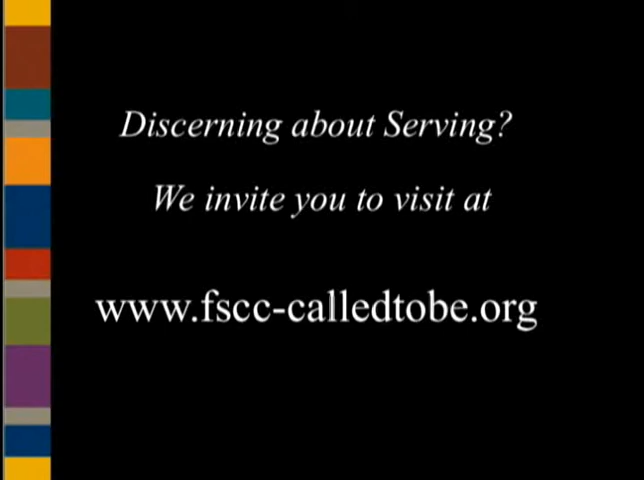 Discerning about Serving?
We invite you to visit at
www.fscc-calledtobe.org